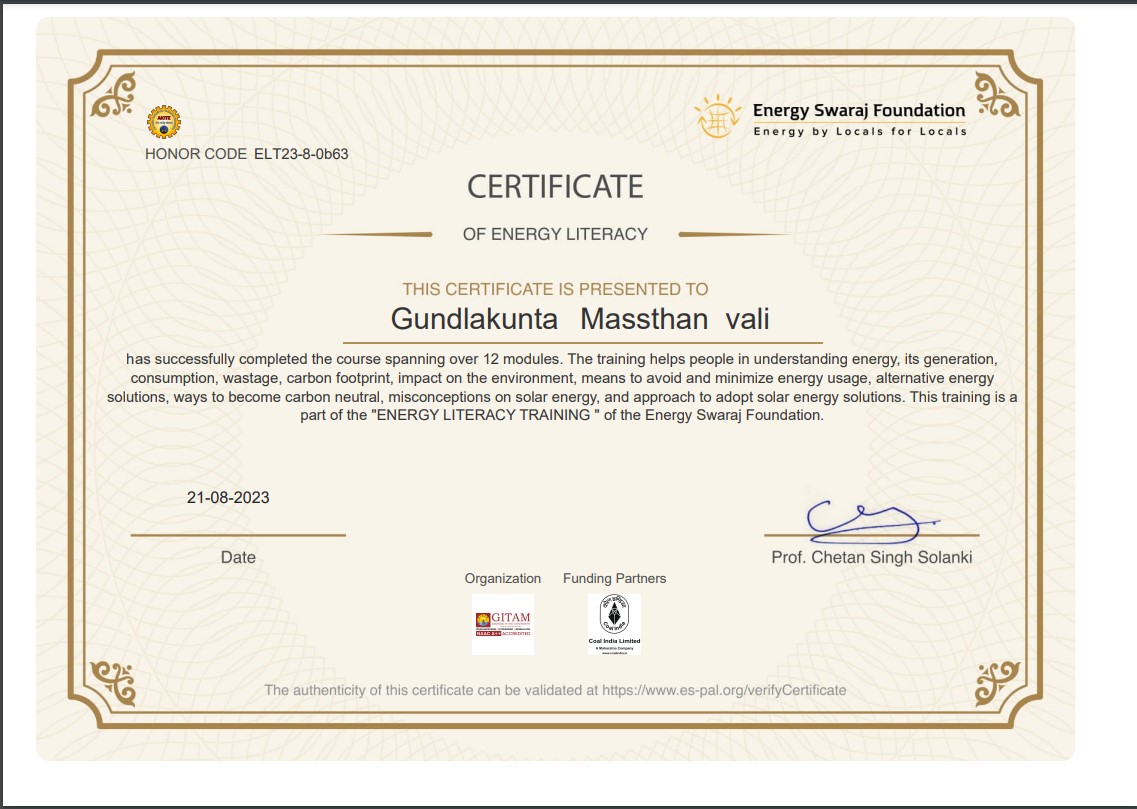 AICTE
HONOR CODE ELT23-8-0b63
Energy Swaraj Foundation
Energy by Locals for Locals
CERTIFICATE
OF ENERGY LITERACY
THIS CERTIFICATE IS PRESENTED TO
Gundlakunta Massthan vali
has successfully completed the course spanning over 12 modules. The training helps people in understanding energy, its generation,
consumption, wastage, carbon footprint, impact on the environment, means to avoid and minimize energy usage, alternative energy
solutions, ways to become carbon neutral, misconceptions on solar energy, and approach to adopt solar energy solutions. This training is a
part of the "ENERGY LITERACY TRAINING " of the Energy Swaraj Foundation.
21-08-2023
Date
Prof. Chetan Singh Solanki
Organization
Funding Partners
GITAM
NAAC A++ ACCREDITED
Coal India
Coal India Limited
A Maharatna Company
www.coalindia.in
The authenticity of this certificate can be validated at https://www.es-pal.org/verifyCertificate